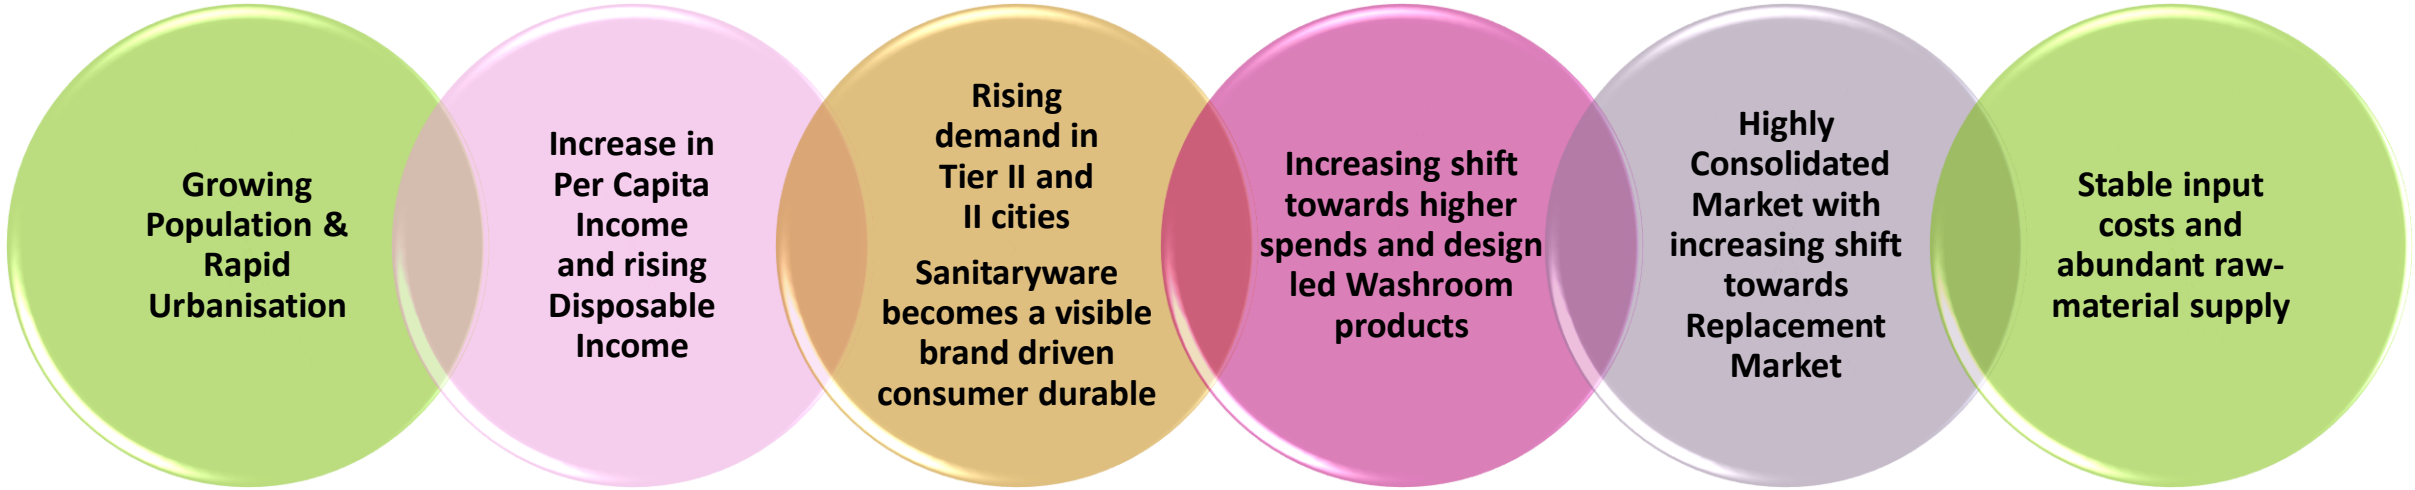 Growing
Population &
Rapid
Urbanisation
Increase in
Per Capita
Income
and rising
Disposable
Income
Rising
demand in
Tier II and
II cities
Sanitaryware
becomes a visible
brand driven
consumer durable
Increasing shift
towards higher
spends and design
led Washroom
products
Highly
Consolidated
Market with
increasing shift
towards
Replacement
Market
Stable input
costs and
abundant raw-
material supply